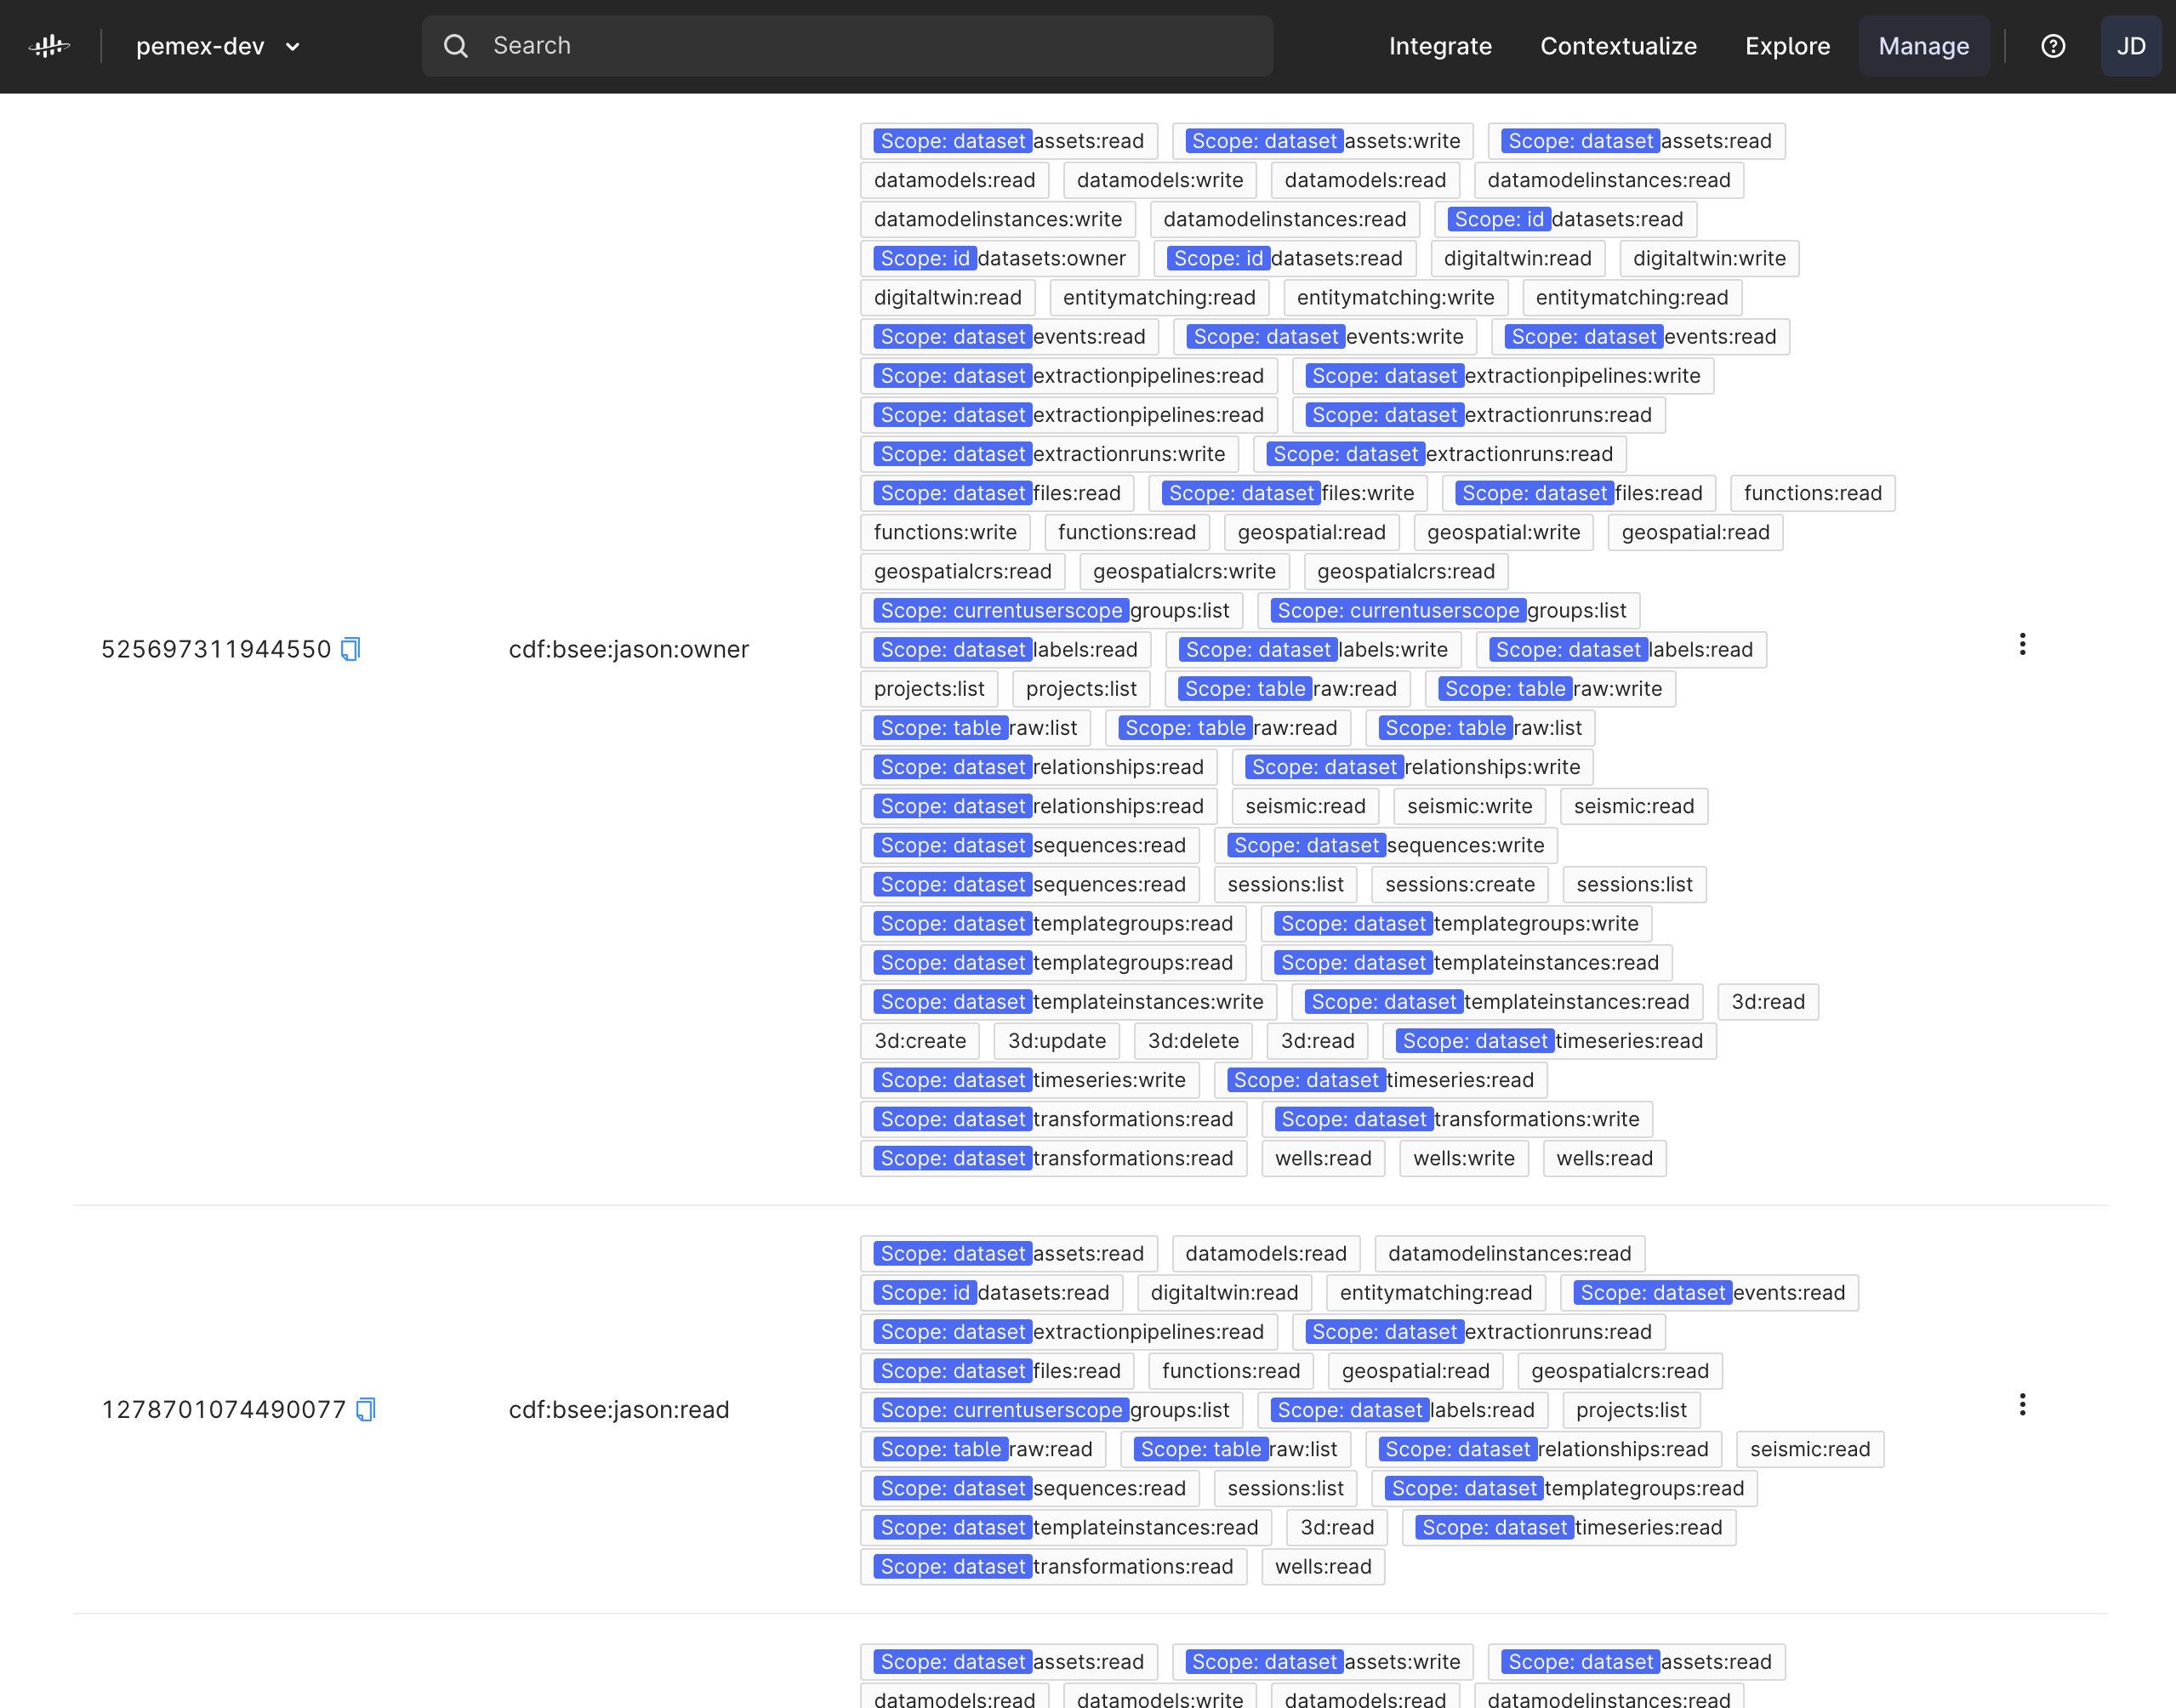 pemex-dev Search Integrate Contextualize Explore Manage JD
Scope: dataset assets:read Scope: dataset assets:write Scope: dataset assets:read
datamodels:read datamodels:write datamodels:read datamodelinstances:read
datamodelinstances:write datamodelinstances:read Scope: id datasets:read
Scope: id datasets:owner Scope: id datasets:read digitaltwin:read digitaltwin:write
digitaltwin:read entitymatching:read entitymatching:write entitymatching:read
Scope: dataset events:read Scope: dataset events:write Scope: dataset events:read
Scope: dataset extractionpipelines:read Scope: dataset extractionpipelines:write
Scope: dataset extractionpipelines:read Scope: dataset extractionruns:read
Scope: dataset extractionruns:write Scope: dataset extractionruns:read
Scope: dataset files:read Scope: dataset files:write Scope: dataset files:read functions:read
functions:write functions:read geospatial:read geospatial:write geospatial:read
geospatialcrs:read geospatialcrs:write geospatialcrs:read
Scope: currentuserscope groups:list Scope: currentuserscope groups:list
525697311944550 cdf:bsee:jason:owner Scope: dataset labels:read Scope: dataset labels:write Scope: dataset labels:read
projects:list projects:list Scope: table raw:read Scope: table raw:write
Scope: table raw:list Scope: table raw:read Scope: table raw:list
Scope: dataset relationships:read Scope: dataset relationships:write
Scope: dataset relationships:read seismic:read seismic:write seismic:read
Scope: dataset sequences:read Scope: dataset sequences:write
Scope: dataset sequences:read sessions:list sessions:create sessions:list
Scope: dataset templategroups:read Scope: dataset templategroups:write
Scope: dataset templategroups:read Scope: dataset templateinstances:read
Scope: dataset templateinstances:write Scope: dataset templateinstances:read 3d:read
3d:create 3d:update 3d:delete 3d:read Scope: dataset timeseries:read
Scope: dataset timeseries:write Scope: dataset timeseries:read
Scope: dataset transformations:read Scope: dataset transformations:write
Scope: dataset transformations:read wells:read wells:write wells:read
Scope: dataset assets:read datamodels:read datamodelinstances:read
Scope: id datasets:read digitaltwin:read entitymatching:read Scope: dataset events:read
Scope: dataset extractionpipelines:read Scope: dataset extractionruns:read
Scope: dataset files:read functions:read geospatial:read geospatialcrs:read
1278701074490077 cdf:bsee:jason:read Scope: currentuserscope groups:list Scope: dataset labels:read projects:list
Scope: table raw:read Scope: table raw:list Scope: dataset relationships:read seismic:read
Scope: dataset sequences:read sessions:list Scope: dataset templategroups:read
Scope: dataset templateinstances:read 3d:read Scope: dataset timeseries:read
Scope: dataset transformations:read wells:read
Scope: dataset assets:read Scope: dataset assets:write Scope: dataset assets:read
datamodels:read datamodels:write datamodels:read datamodelinstances:read